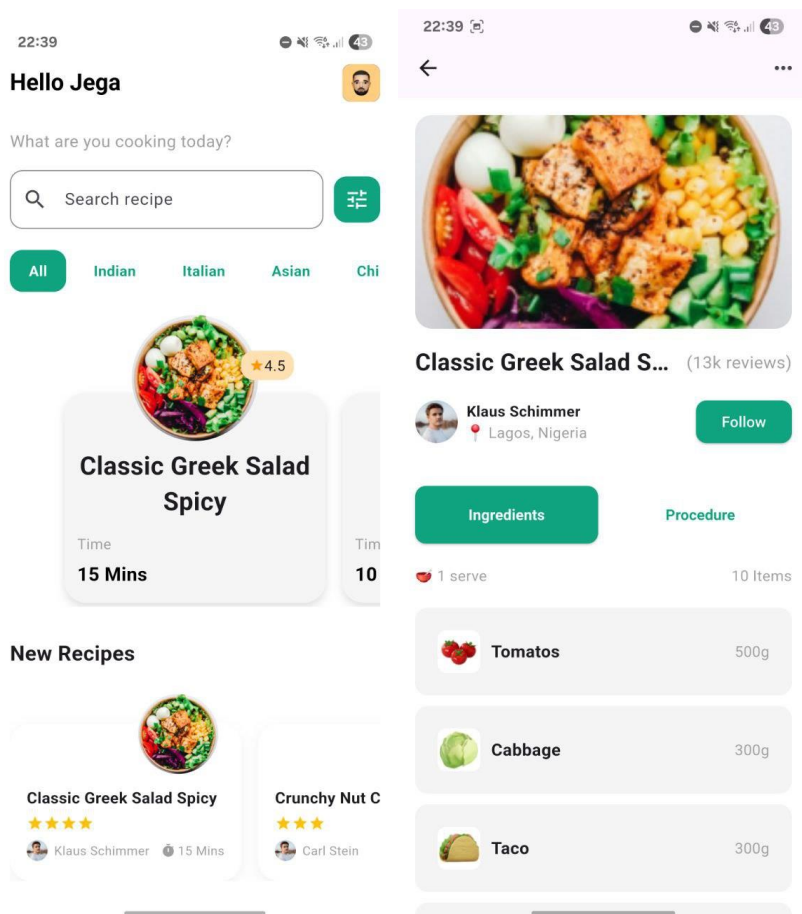 22:39
43
Hello Jega
What are you cooking today?
Search recipe
All Indian Italian Asian Chi
4.5
Classic Greek Salad
Spicy
Time
15 Mins
Tim
10
New Recipes
Classic Greek Salad Spicy
Klaus Schimmer 15 Mins
Crunchy Nut C
Carl Stein
22:39
43
Classic Greek Salad S... (13k reviews)
Klaus Schimmer
Lagos, Nigeria
Follow
Ingredients Procedure
1 serve 10 Items
Tomatos 500g
Cabbage 300g
Taco 300g